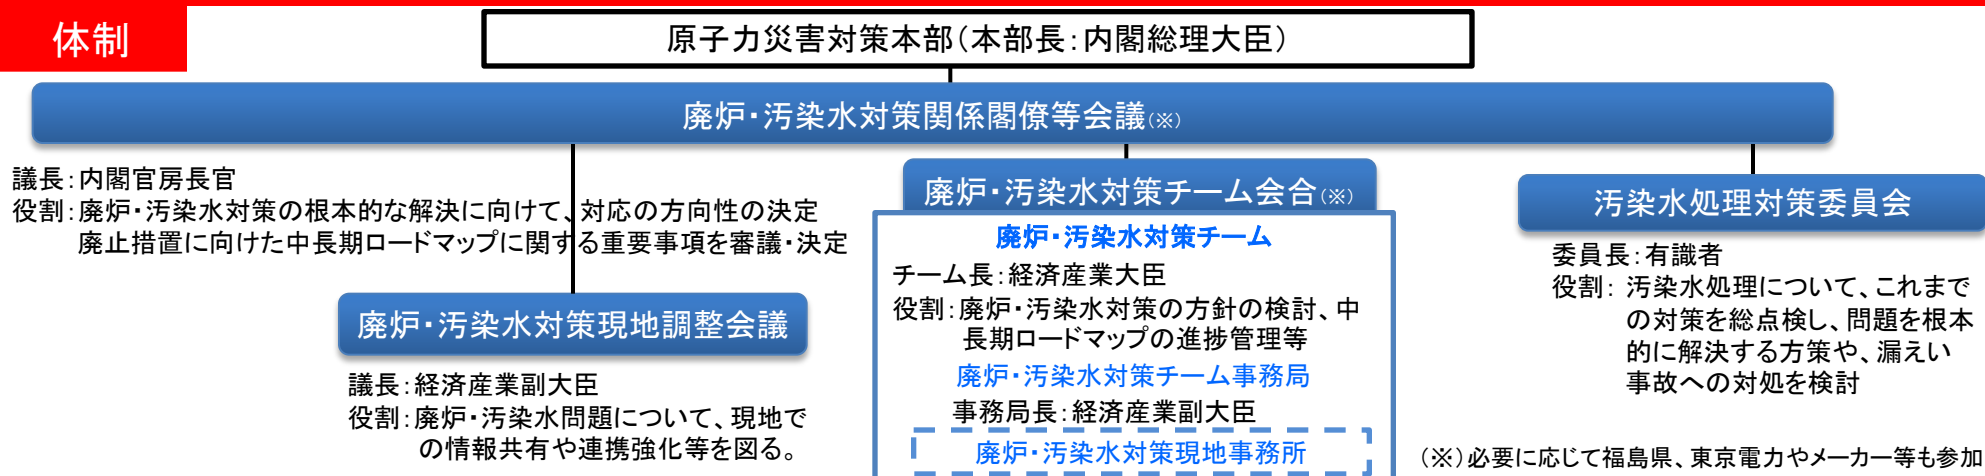 体制
原子力災害対策本部(本部長:内閣総理大臣)
廃炉・汚染水対策関係閣僚等会議(※)
議長:内閣官房長官
役割:廃炉・汚染水対策の根本的な解決に向けて、対応の方向性の決定
廃止措置に向けた中長期ロードマップに関する重要事項を審議・決定
廃炉・汚染水対策現地調整会議
議長:経済産業副大臣
役割:廃炉・汚染水問題について、現地で
の情報共有や連携強化等を図る。
廃炉・汚染水対策チーム会合(※)
廃炉・汚染水対策チーム
チーム長:経済産業大臣
役割:廃炉・汚染水対策の方針の検討、中
長期ロードマップの進捗管理等
廃炉・汚染水対策チーム事務局
事務局長:経済産業副大臣
廃炉・汚染水対策現地事務所
汚染水処理対策委員会
委員長:有識者
役割: 汚染水処理について、これまで
の対策を総点検し、問題を根本
的に解決する方策や、漏えい
事故への対処を検討
(※)必要に応じて福島県、東京電力やメーカー等も参加